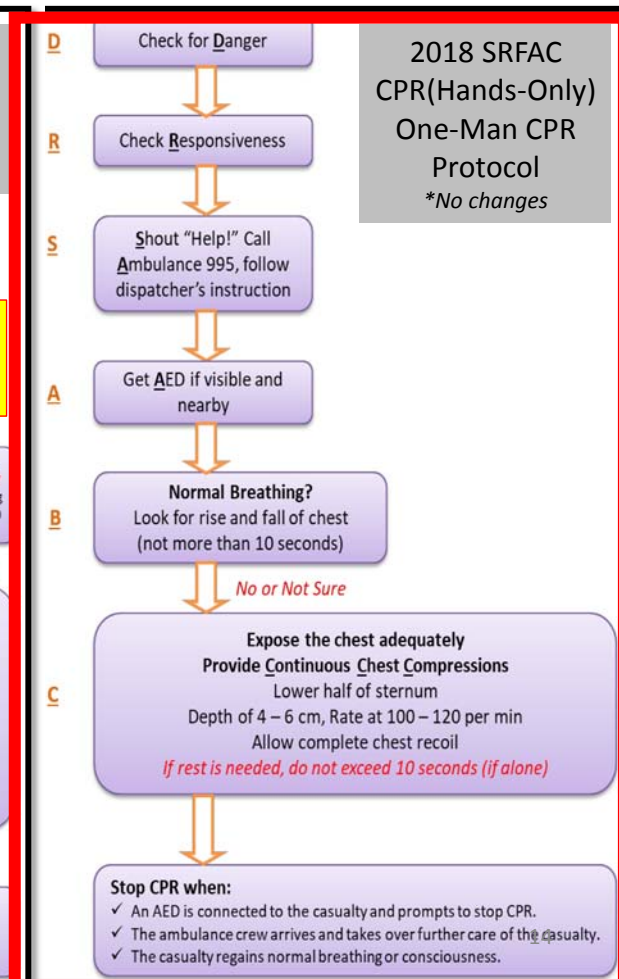 D
Check for Danger
2018 SRFAC
CPR(Hands-Only)
One-Man CPR
Protocol
*No changes
R
Check Responsiveness
S
Shout “Help!” Call
Ambulance 995, follow
dispatcher’s instruction
A
Get AED if visible and
nearby
B
Normal Breathing?
Look for rise and fall of chest
(not more than 10 seconds)
No or Not Sure
C
Expose the chest adequately
Provide Continuous Chest Compressions
Lower half of sternum
Depth of 4 – 6 cm, Rate at 100 – 120 per min
Allow complete chest recoil
If rest is needed, do not exceed 10 seconds (if alone)
Stop CPR when:
✓ An AED is connected to the casualty and prompts to stop CPR.
✓ The ambulance crew arrives and takes over further care of the casualty.
14
✓ The casualty regains normal breathing or consciousness.